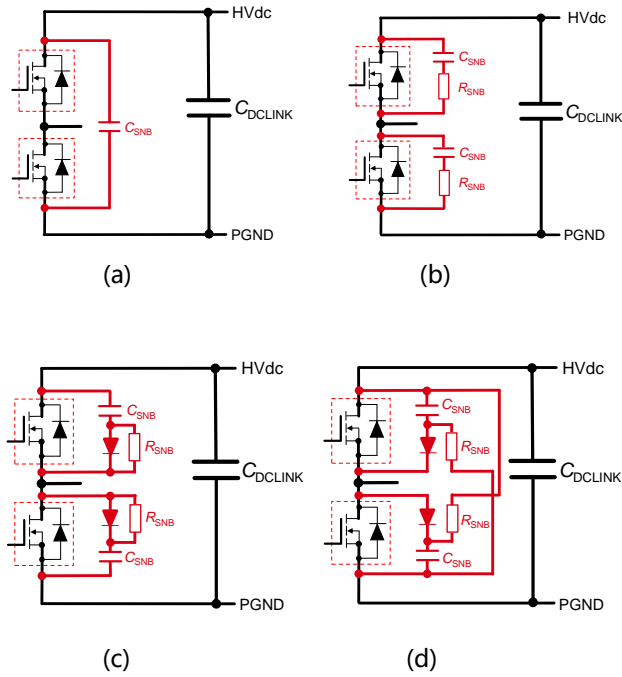 HVdc
C_SNB
C_DCLINK
PGND
(a)
HVdc
C_SNB
R_SNB
C_DCLINK
C_SNB
R_SNB
PGND
(b)
HVdc
C_SNB
R_SNB
C_DCLINK
R_SNB
C_SNB
PGND
(c)
HVdc
C_SNB
R_SNB
C_DCLINK
R_SNB
C_SNB
PGND
(d)